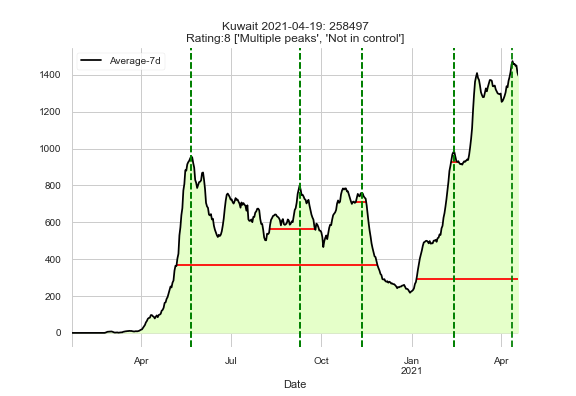 Kuwait 2021-04-19: 258497
Rating:8 ['Multiple peaks', 'Not in control']
Average-7d
1400
1200
1000
800
600
400
200
0
Apr
Jul
Oct
Jan
2021
Apr
Date